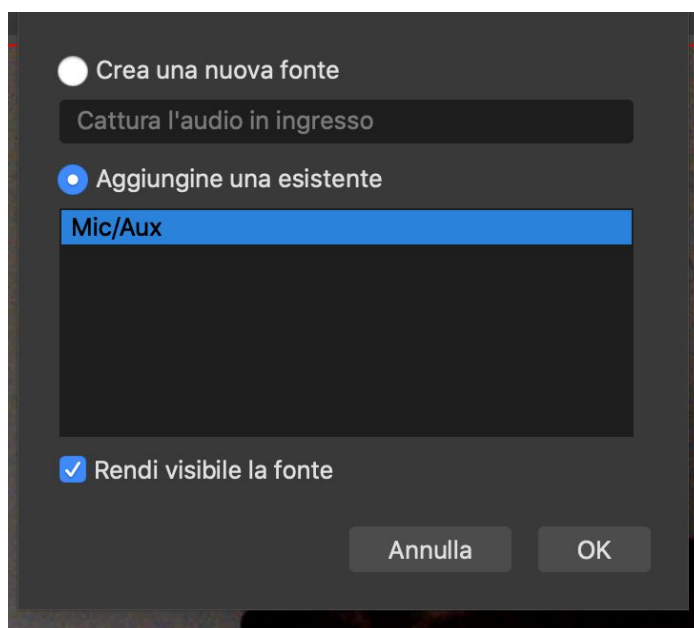 Crea una nuova fonte
Cattura l'audio in ingresso
Aggiungine una esistente
Mic/Aux
Rendi visibile la fonte
Annulla
OK